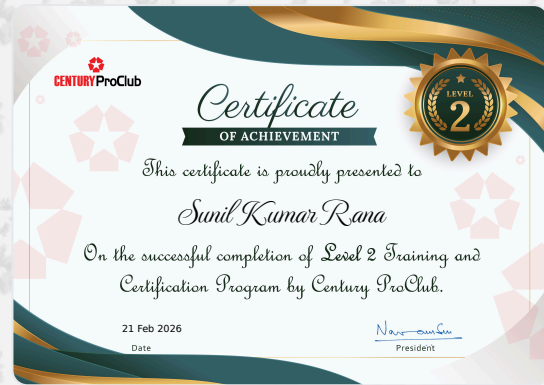 CENTURY ProClub
Certificate
OF ACHIEVEMENT
LEVEL
2
This certificate is proudly presented to
Sunil Kumar Rana
On the successful completion of Level 2 Training and
Certification Program by Century ProClub.
21 Feb 2026
Date
President